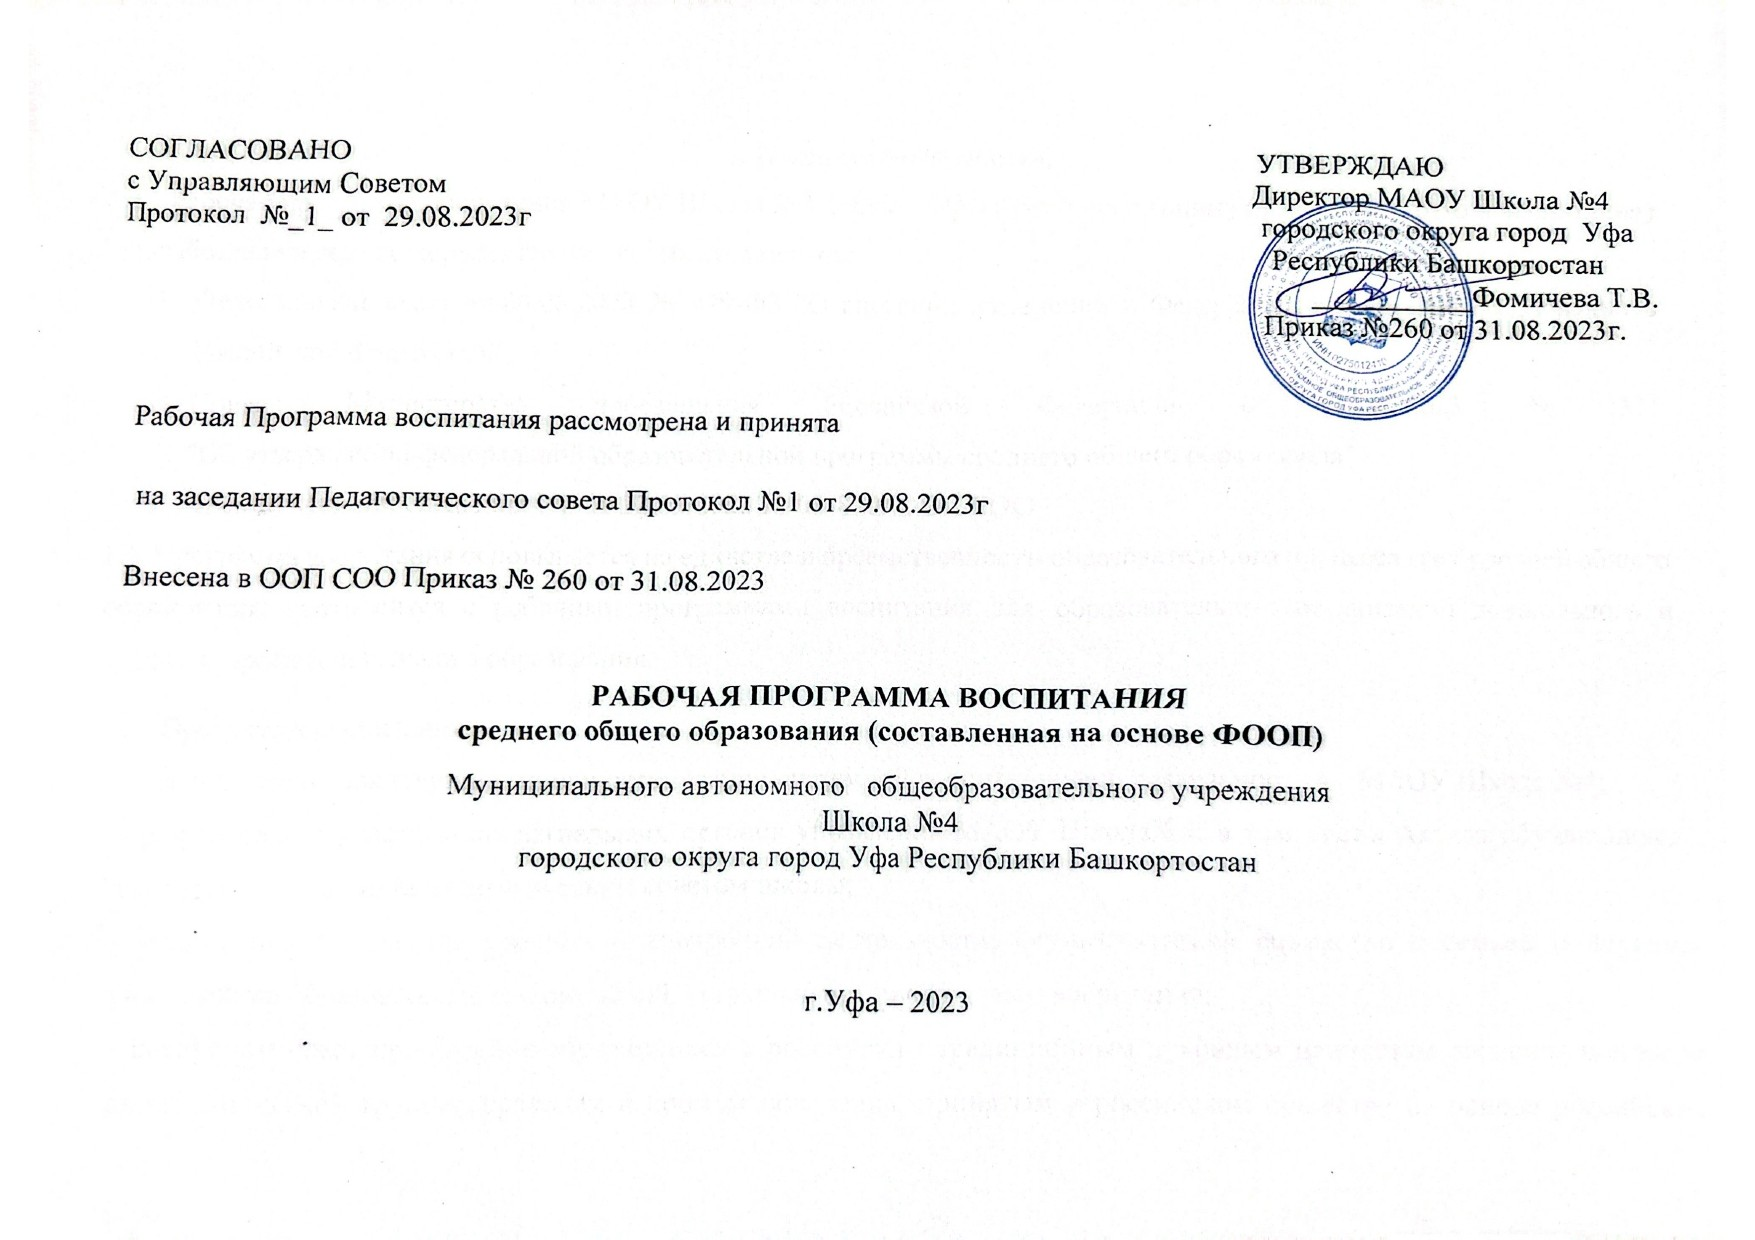 СОГЛАСОВАНО
с Управляющим Советом
Протокол №_1_ от 29.08.2023г
УТВЕРЖДАЮ
Директор МАОУ Школа №4
городского округа город Уфа
Республики Башкортостан
____________Фомичева Т.В.
Приказ №260 от 31.08.2023г.
Рабочая Программа воспитания рассмотрена и принята
на заседании Педагогического совета Протокол №1 от 29.08.2023г
Внесена в ООП СОО Приказ № 260 от 31.08.2023
РАБОЧАЯ ПРОГРАММА ВОСПИТАНИЯ
среднего общего образования (составленная на основе ФООП)
Муниципального автономного общеобразовательного учреждения
Школа №4
городского округа город Уфа Республики Башкортостан
г.Уфа – 2023